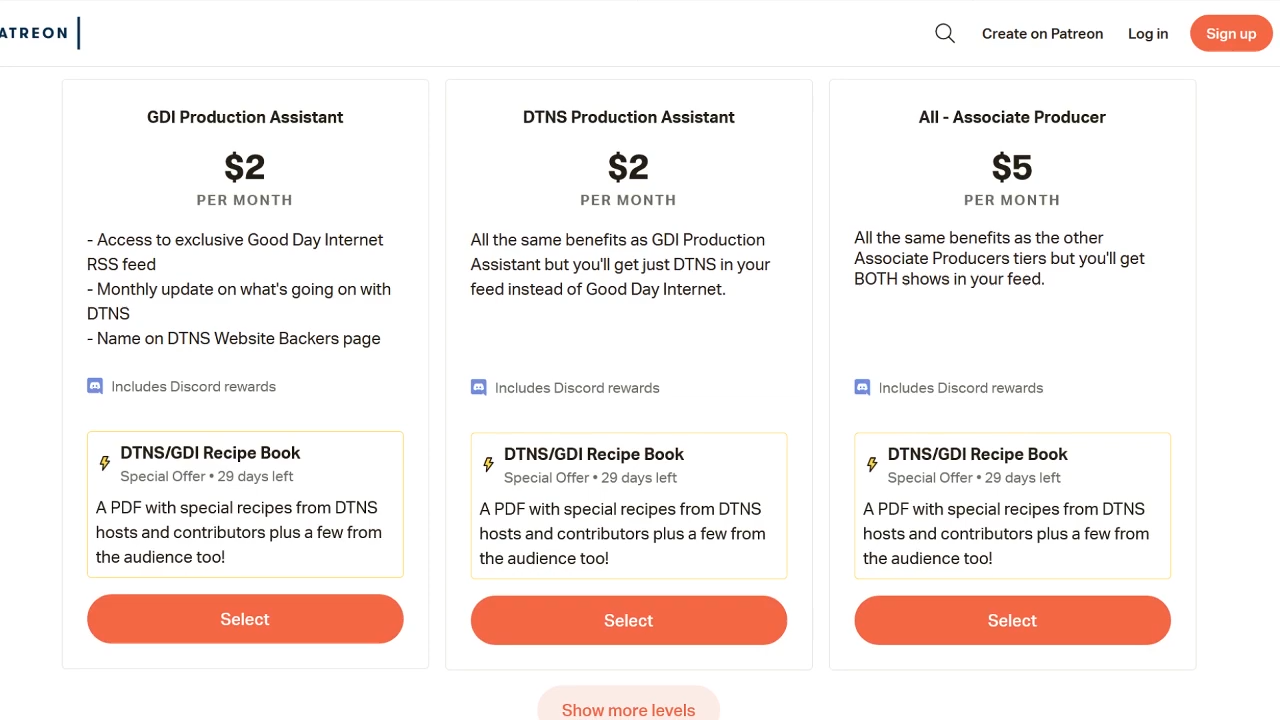 ATREON
Create on Patreon
Log in
Sign up
GDI Production Assistant
$2
PER MONTH
- Access to exclusive Good Day Internet
RSS feed
- Monthly update on what's going on with
DTNS
- Name on DTNS Website Backers page
Includes Discord rewards
DTNS/GDI Recipe Book
Special Offer • 29 days left
A PDF with special recipes from DTNS
hosts and contributors plus a few from
the audience too!
Select
DTNS Production Assistant
$2
PER MONTH
All the same benefits as GDI Production
Assistant but you'll get just DTNS in your
feed instead of Good Day Internet.
Includes Discord rewards
DTNS/GDI Recipe Book
Special Offer • 29 days left
A PDF with special recipes from DTNS
hosts and contributors plus a few from
the audience too!
Select
All - Associate Producer
$5
PER MONTH
All the same benefits as the other
Associate Producers tiers but you'll get
BOTH shows in your feed.
Includes Discord rewards
DTNS/GDI Recipe Book
Special Offer • 29 days left
A PDF with special recipes from DTNS
hosts and contributors plus a few from
the audience too!
Select
Show more levels